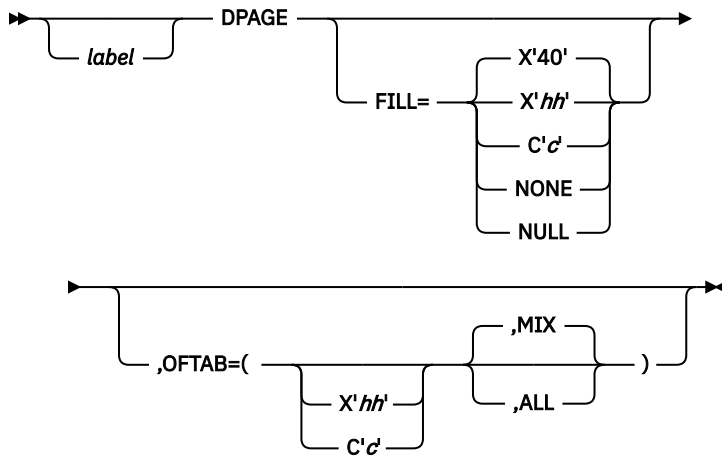 DPAGE
label
X'40'
FILL=
X'hh'
C'c'
NONE
NULL
,MIX
,OFTAB=(
)
X'hh'
,ALL
C'c'